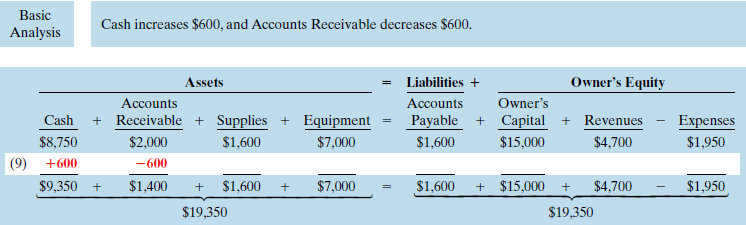 Basic
Analysis
Cash increases $600, and Accounts Receivable decreases $600.
Assets = Liabilities + Owner's Equity
Accounts Accounts Owner's
Cash + Receivable + Supplies + Equipment = Payable + Capital + Revenues − Expenses
$8,750 $2,000 $1,600 $7,000 $1,600 $15,000 $4,700 $1,950
(9) +600 −600
$9,350 + $1,400 + $1,600 + $7,000 = $1,600 + $15,000 + $4,700 − $1,950
$19,350 $19,350